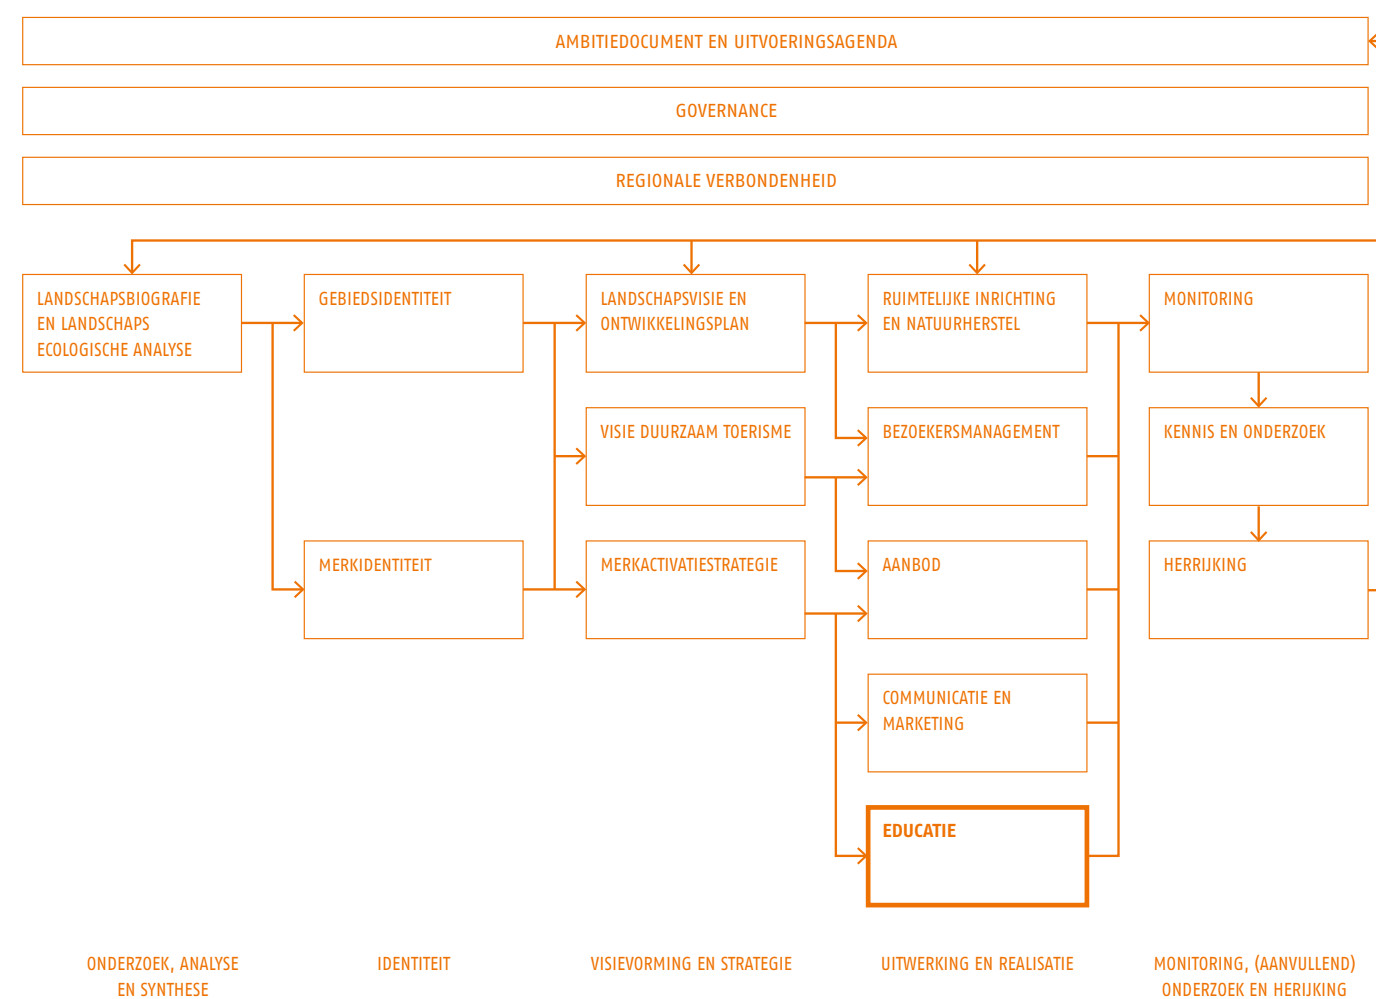 AMBITIEDOCUMENT EN UITVOERINGSAGENDA
GOVERNANCE
REGIONALE VERBONDENHEID
LANDSCHAPSBIOGRAFIE
EN LANDSCHAPS
ECOLOGISCHE ANALYSE
GEBIEDSIDENTITEIT
MERKIDENTITEIT
LANDSCHAPSVISIE EN
ONTWIKKELINGSPLAN
VISIE DUURZAAM TOERISME
MERKACTIVATIESTRATEGIE
RUIMTELIJKE INRICHTING
EN NATUURHERSTEL
BEZOEKERSMANAGEMENT
AANBOD
COMMUNICATIE EN
MARKETING
EDUCATIE
MONITORING
KENNIS EN ONDERZOEK
HERRIJKING
ONDERZOEK, ANALYSE
EN SYNTHESE
IDENTITEIT
VISIEVORMING EN STRATEGIE
UITWERKING EN REALISATIE
MONITORING, (AANVULLEND)
ONDERZOEK EN HERIJKING